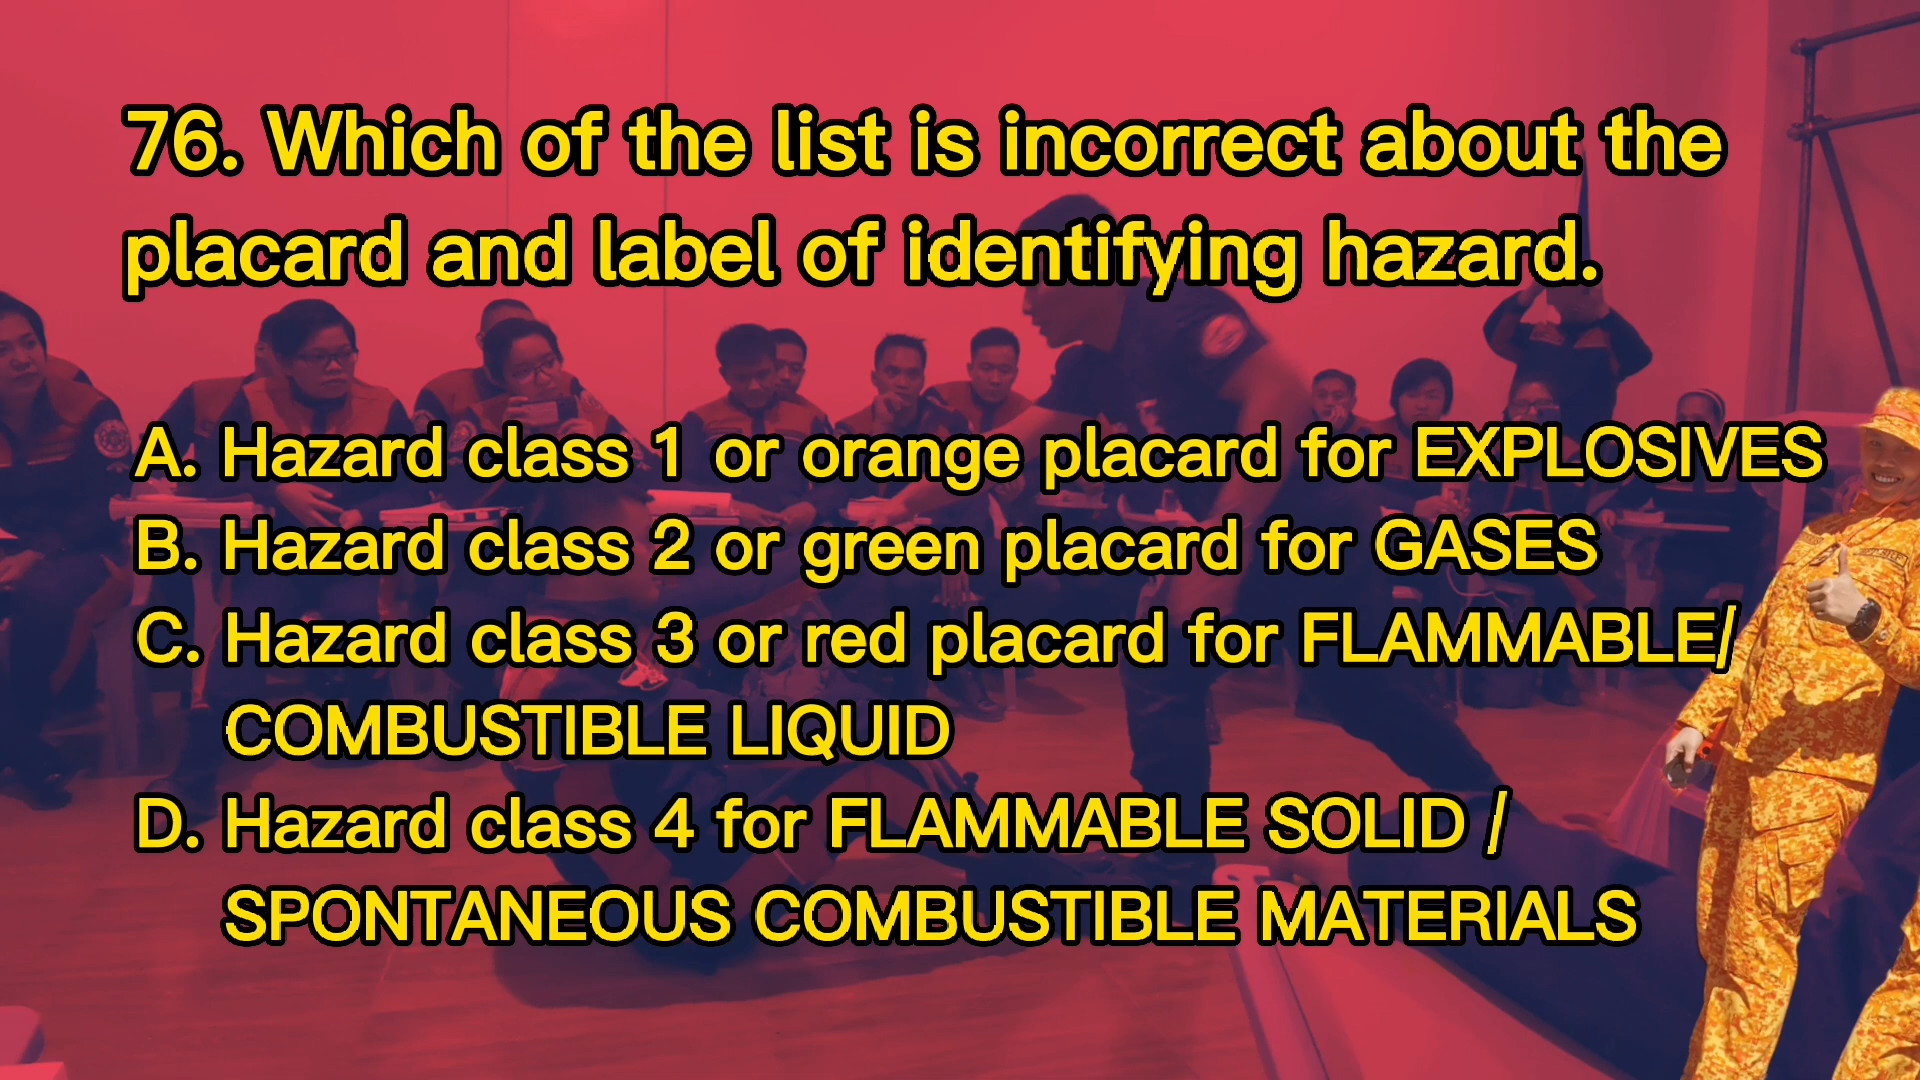 76. Which of the list is incorrect about the
placard and label of identifying hazard.
A. Hazard class 1 or orange placard for EXPLOSIVES
B. Hazard class 2 or green placard for GASES
C. Hazard class 3 or red placard for FLAMMABLE/
COMBUSTIBLE LIQUID
D. Hazard class 4 for FLAMMABLE SOLID /
SPONTANEOUS COMBUSTIBLE MATERIALS